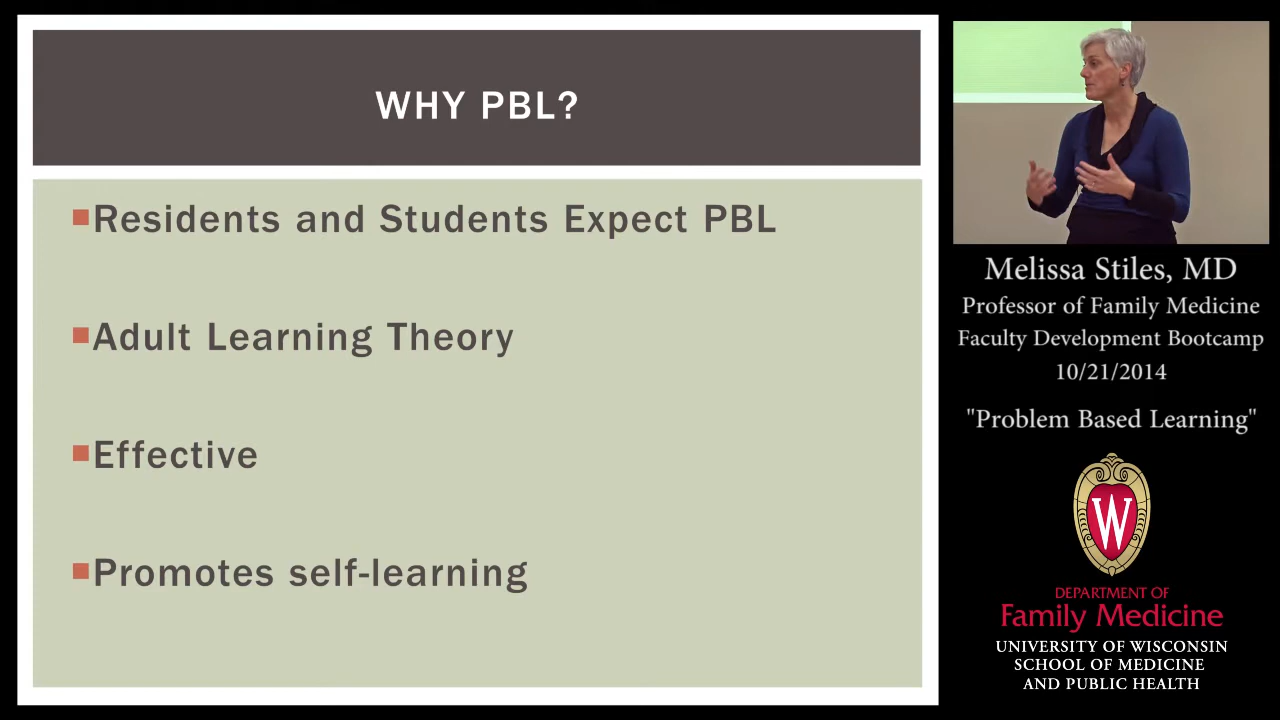 WHY PBL?
Residents and Students Expect PBL
Adult Learning Theory
Effective
Promotes self-learning
Melissa Stiles, MD
Professor of Family Medicine
Faculty Development Bootcamp
10/21/2014
"Problem Based Learning"
W
DEPARTMENT OF
Family Medicine
UNIVERSITY OF WISCONSIN
SCHOOL OF MEDICINE
AND PUBLIC HEALTH